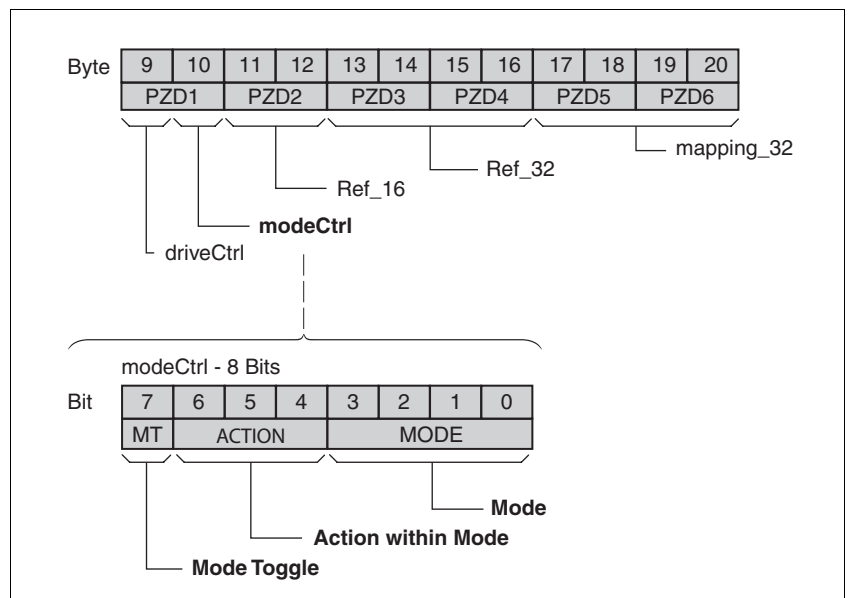 Byte 9 10 11 12 13 14 15 16 17 18 19 20
PZD1 PZD2 PZD3 PZD4 PZD5 PZD6
mapping_32
Ref_32
Ref_16
modeCtrl
driveCtrl
modeCtrl - 8 Bits
Bit 7 6 5 4 3 2 1 0
MT ACTION MODE
Mode
Action within Mode
Mode Toggle